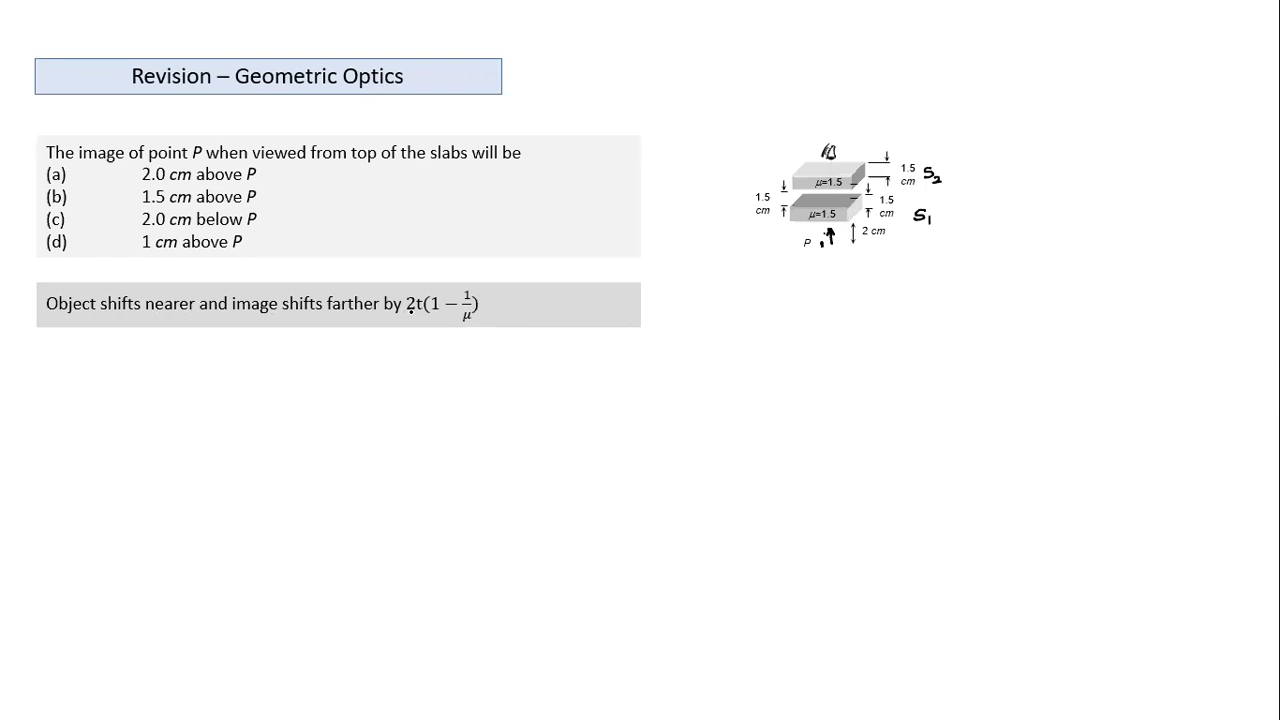 Revision – Geometric Optics
The image of point P when viewed from top of the slabs will be
(a) 2.0 cm above P
(b) 1.5 cm above P
(c) 2.0 cm below P
(d) 1 cm above P
Object shifts nearer and image shifts farther by 2t(1 − 1/μ)
1.5 cm S2
μ=1.5
1.5 cm
1.5 cm
μ=1.5
S1
2 cm
P